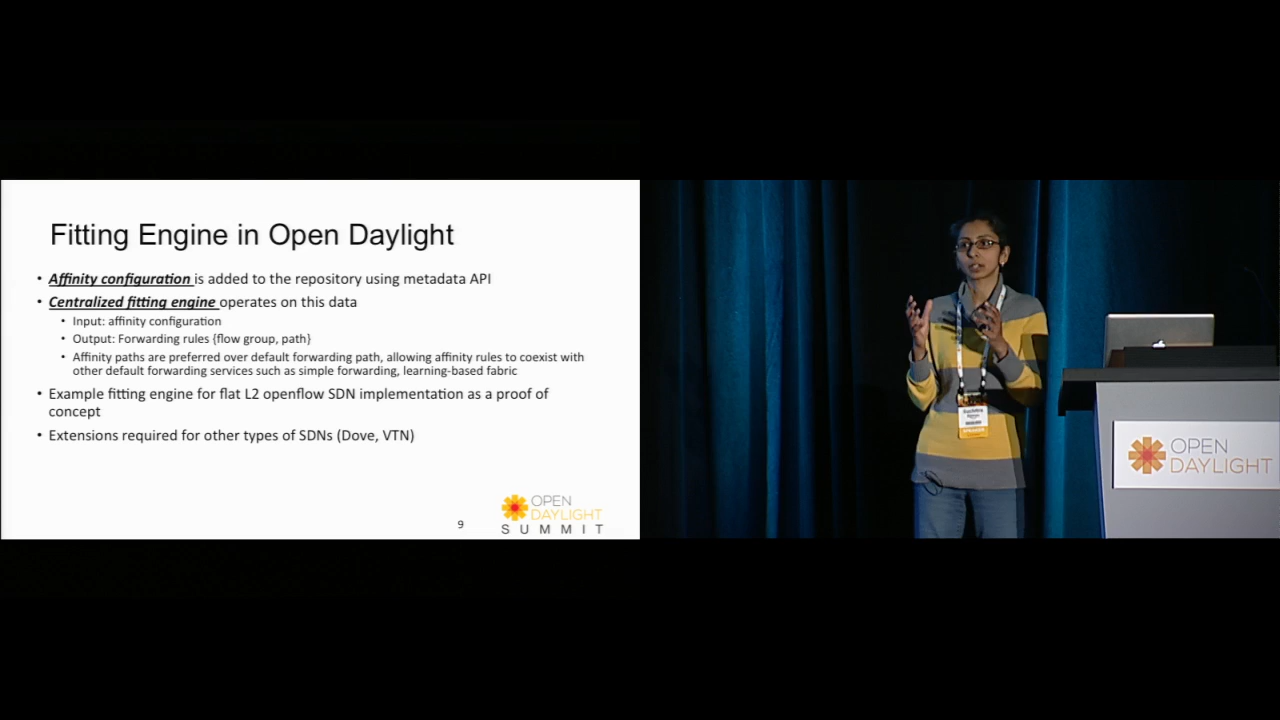 Fitting Engine in Open Daylight
• Affinity configuration is added to the repository using metadata API
• Centralized fitting engine operates on this data
• Input: affinity configuration
• Output: Forwarding rules {flow group, path}
• Affinity paths are preferred over default forwarding path, allowing affinity rules to coexist with
other default forwarding services such as simple forwarding, learning-based fabric
• Example fitting engine for flat L2 openflow SDN implementation as a proof of
concept
• Extensions required for other types of SDNs (Dove, VTN)
9
OPEN
DAYLIGHT
SUMMIT
OPEN
DAYLIGHT